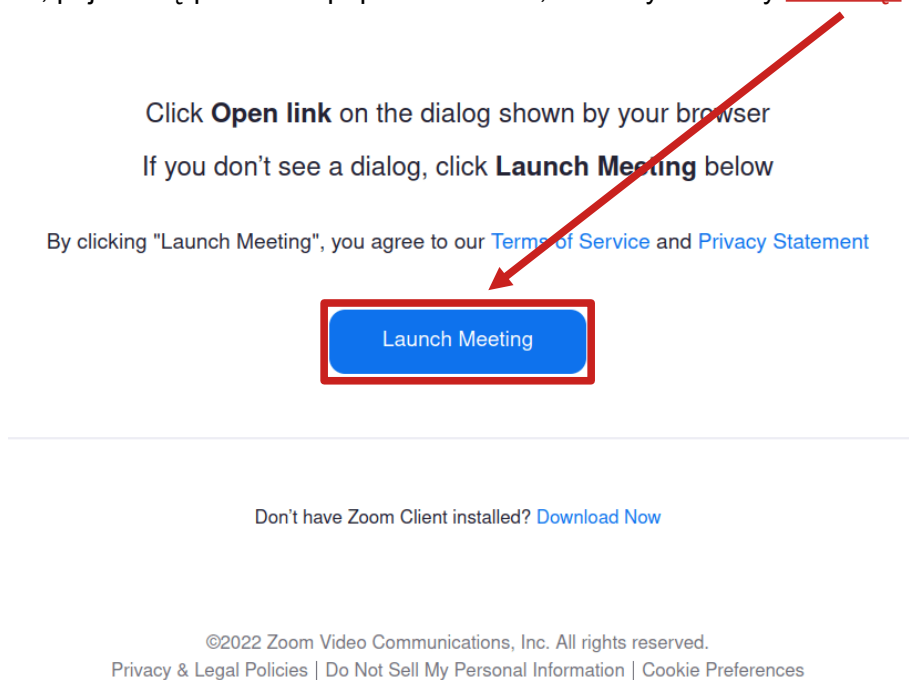 Click Open link on the dialog shown by your browser
If you don’t see a dialog, click Launch Meeting below
By clicking "Launch Meeting", you agree to our Terms of Service and Privacy Statement
Launch Meeting
Don’t have Zoom Client installed? Download Now
©2022 Zoom Video Communications, Inc. All rights reserved.
Privacy & Legal Policies | Do Not Sell My Personal Information | Cookie Preferences